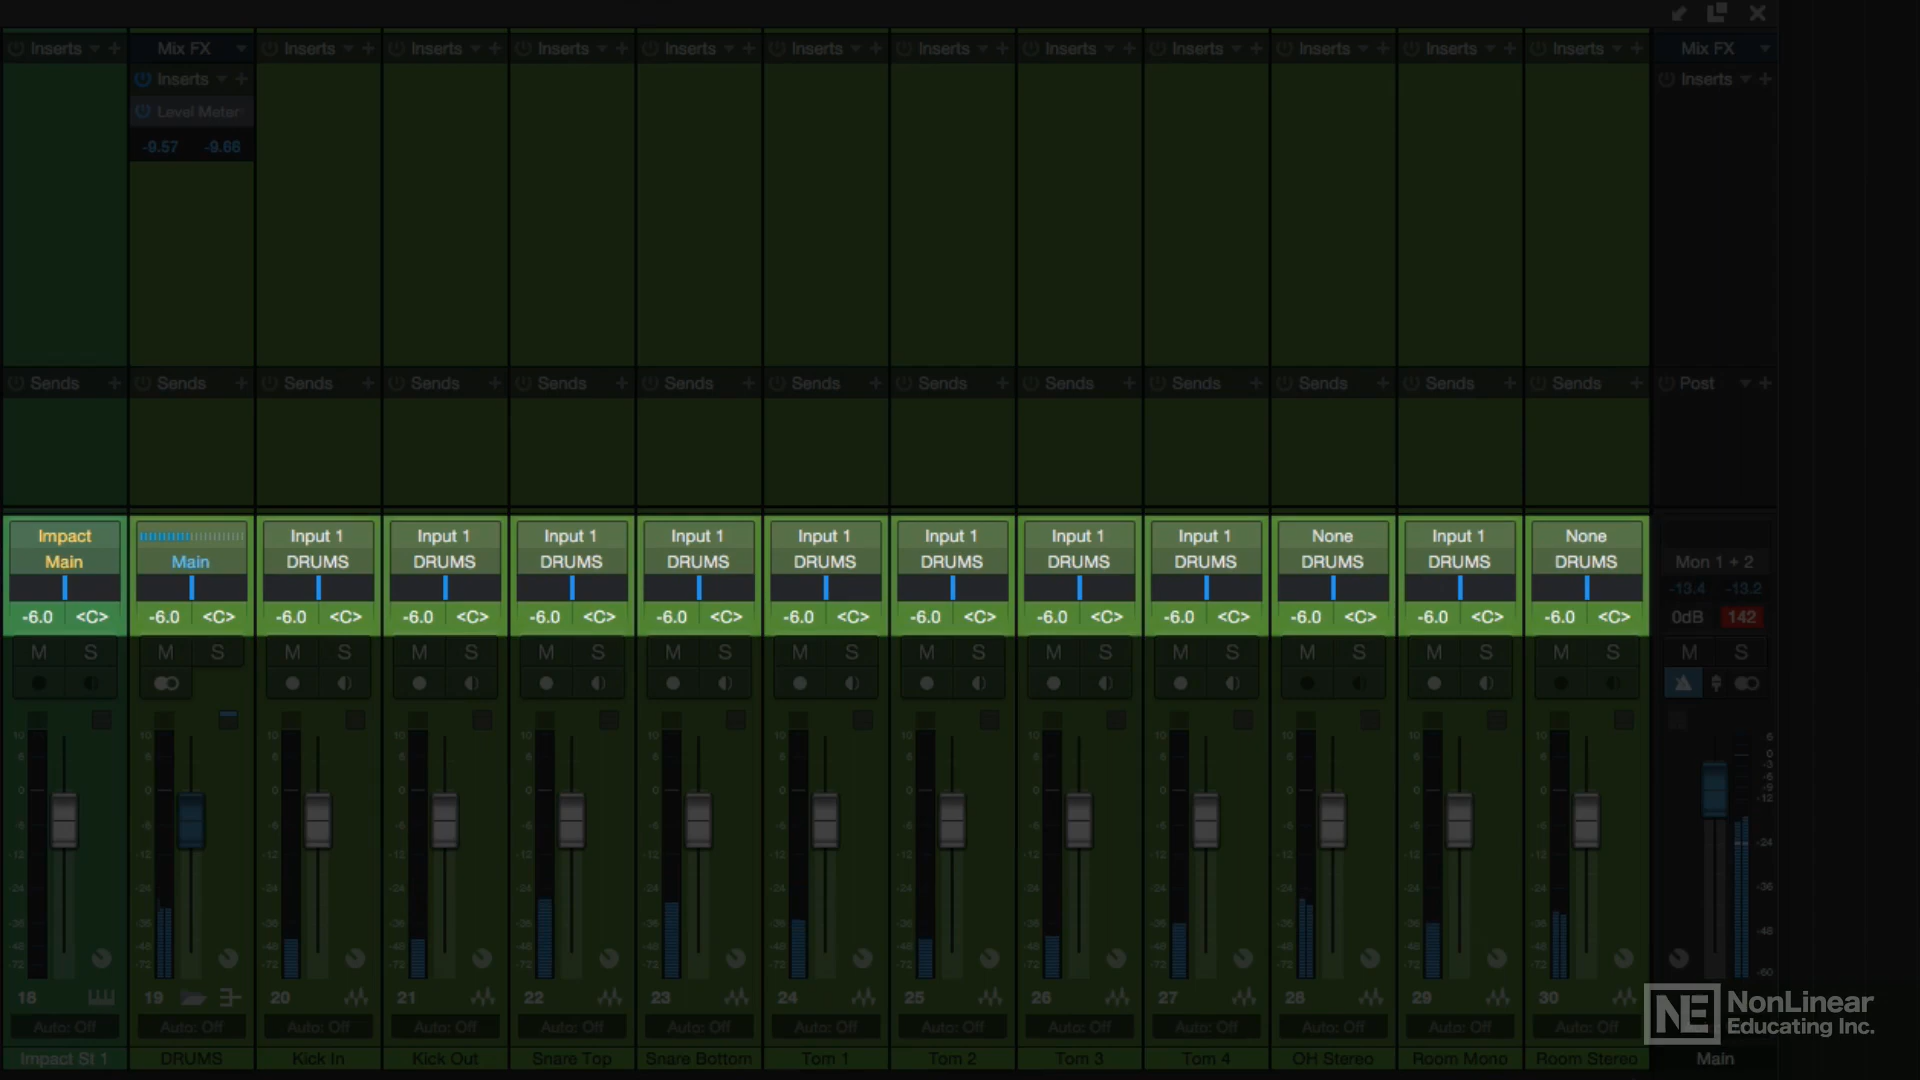 Inserts Mix FX Inserts Inserts Inserts Inserts Inserts Inserts Inserts Inserts Inserts Inserts Inserts Mix FX
Inserts Inserts
Level Meter
-9.57 -9.66
Sends Sends Sends Sends Sends Sends Sends Sends Sends Sends Sends Sends Sends Post
Impact Input 1 Input 1 Input 1 Input 1 Input 1 Input 1 Input 1 Input 1 None Input 1 None
Main Main DRUMS DRUMS DRUMS DRUMS DRUMS DRUMS DRUMS DRUMS DRUMS DRUMS DRUMS Mon 1 + 2
-13.4 -13.2
-6.0 <C> -6.0 <C> -6.0 <C> -6.0 <C> -6.0 <C> -6.0 <C> -6.0 <C> -6.0 <C> -6.0 <C> -6.0 <C> -6.0 <C> -6.0 <C> -6.0 <C> 0dB 142
M S M S M S M S M S M S M S M S M S M S M S M S M S M S
18 19 20 21 22 23 24 25 26 27 28 29 30
Auto: Off Auto: Off Auto: Off Auto: Off Auto: Off Auto: Off Auto: Off Auto: Off Auto: Off Auto: Off Auto: Off Auto: Off Auto: Off
Impact St 1 DRUMS Kick In Kick Out Snare Top Snare Bottom Tom 1 Tom 2 Tom 3 Tom 4 OH Stereo Room Mono Room Stereo Main
NE NonLinear
Educating Inc.